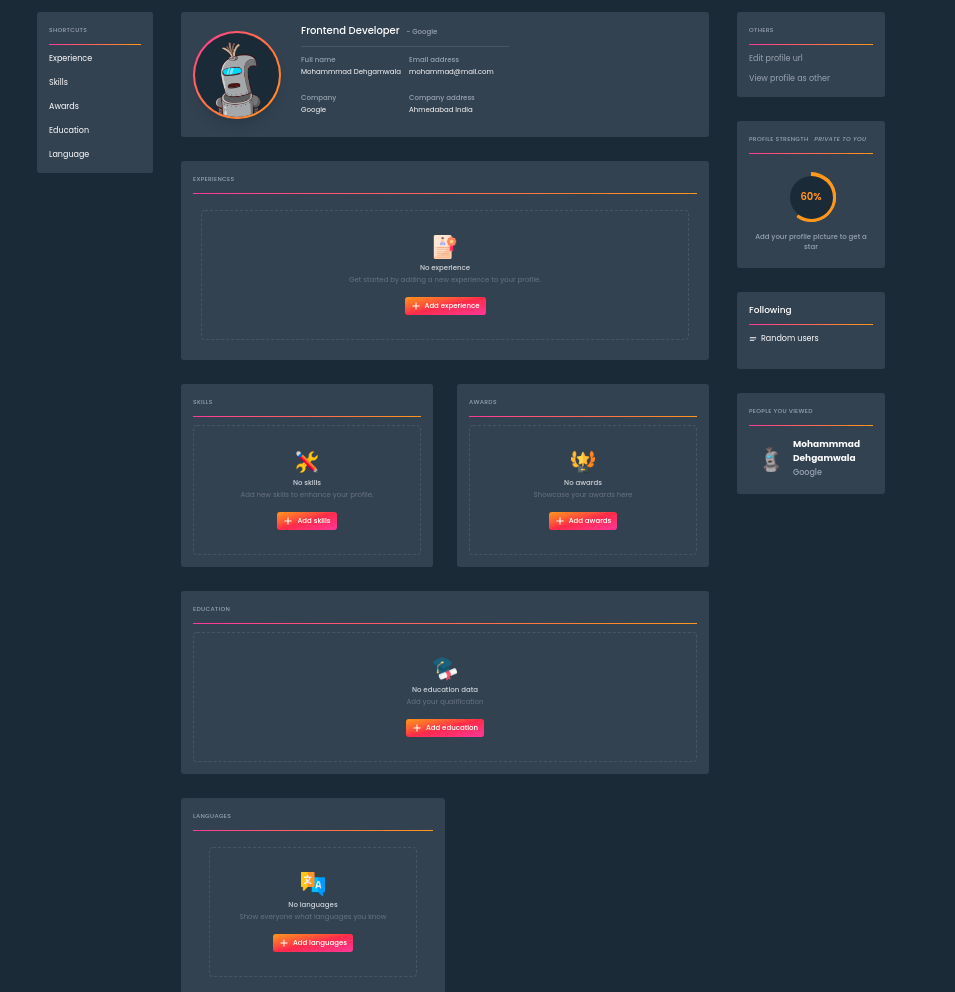 SHORTCUTS
Experience
Skills
Awards
Education
Language
Frontend Developer - Google
Full name
Mohammmad Dehgamwala
Email address
mohammad@mail.com
Company
Google
Company address
Ahmedabad India
EXPERIENCES
No experience
Get started by adding a new experience to your profile.
Add experience
SKILLS
No skills
Add new skills to enhance your profile.
Add skills
AWARDS
No awards
Showcase your awards here
Add awards
EDUCATION
No education data
Add your qualification
Add education
LANGUAGES
No languages
Show everyone what languages you know
Add languages
OTHERS
Edit profile url
View profile as other
PROFILE STRENGTH PRIVATE TO YOU
60%
Add your profile picture to get a
star
Following
Random users
PEOPLE YOU VIEWED
Mohammmad
Dehgamwala
Google